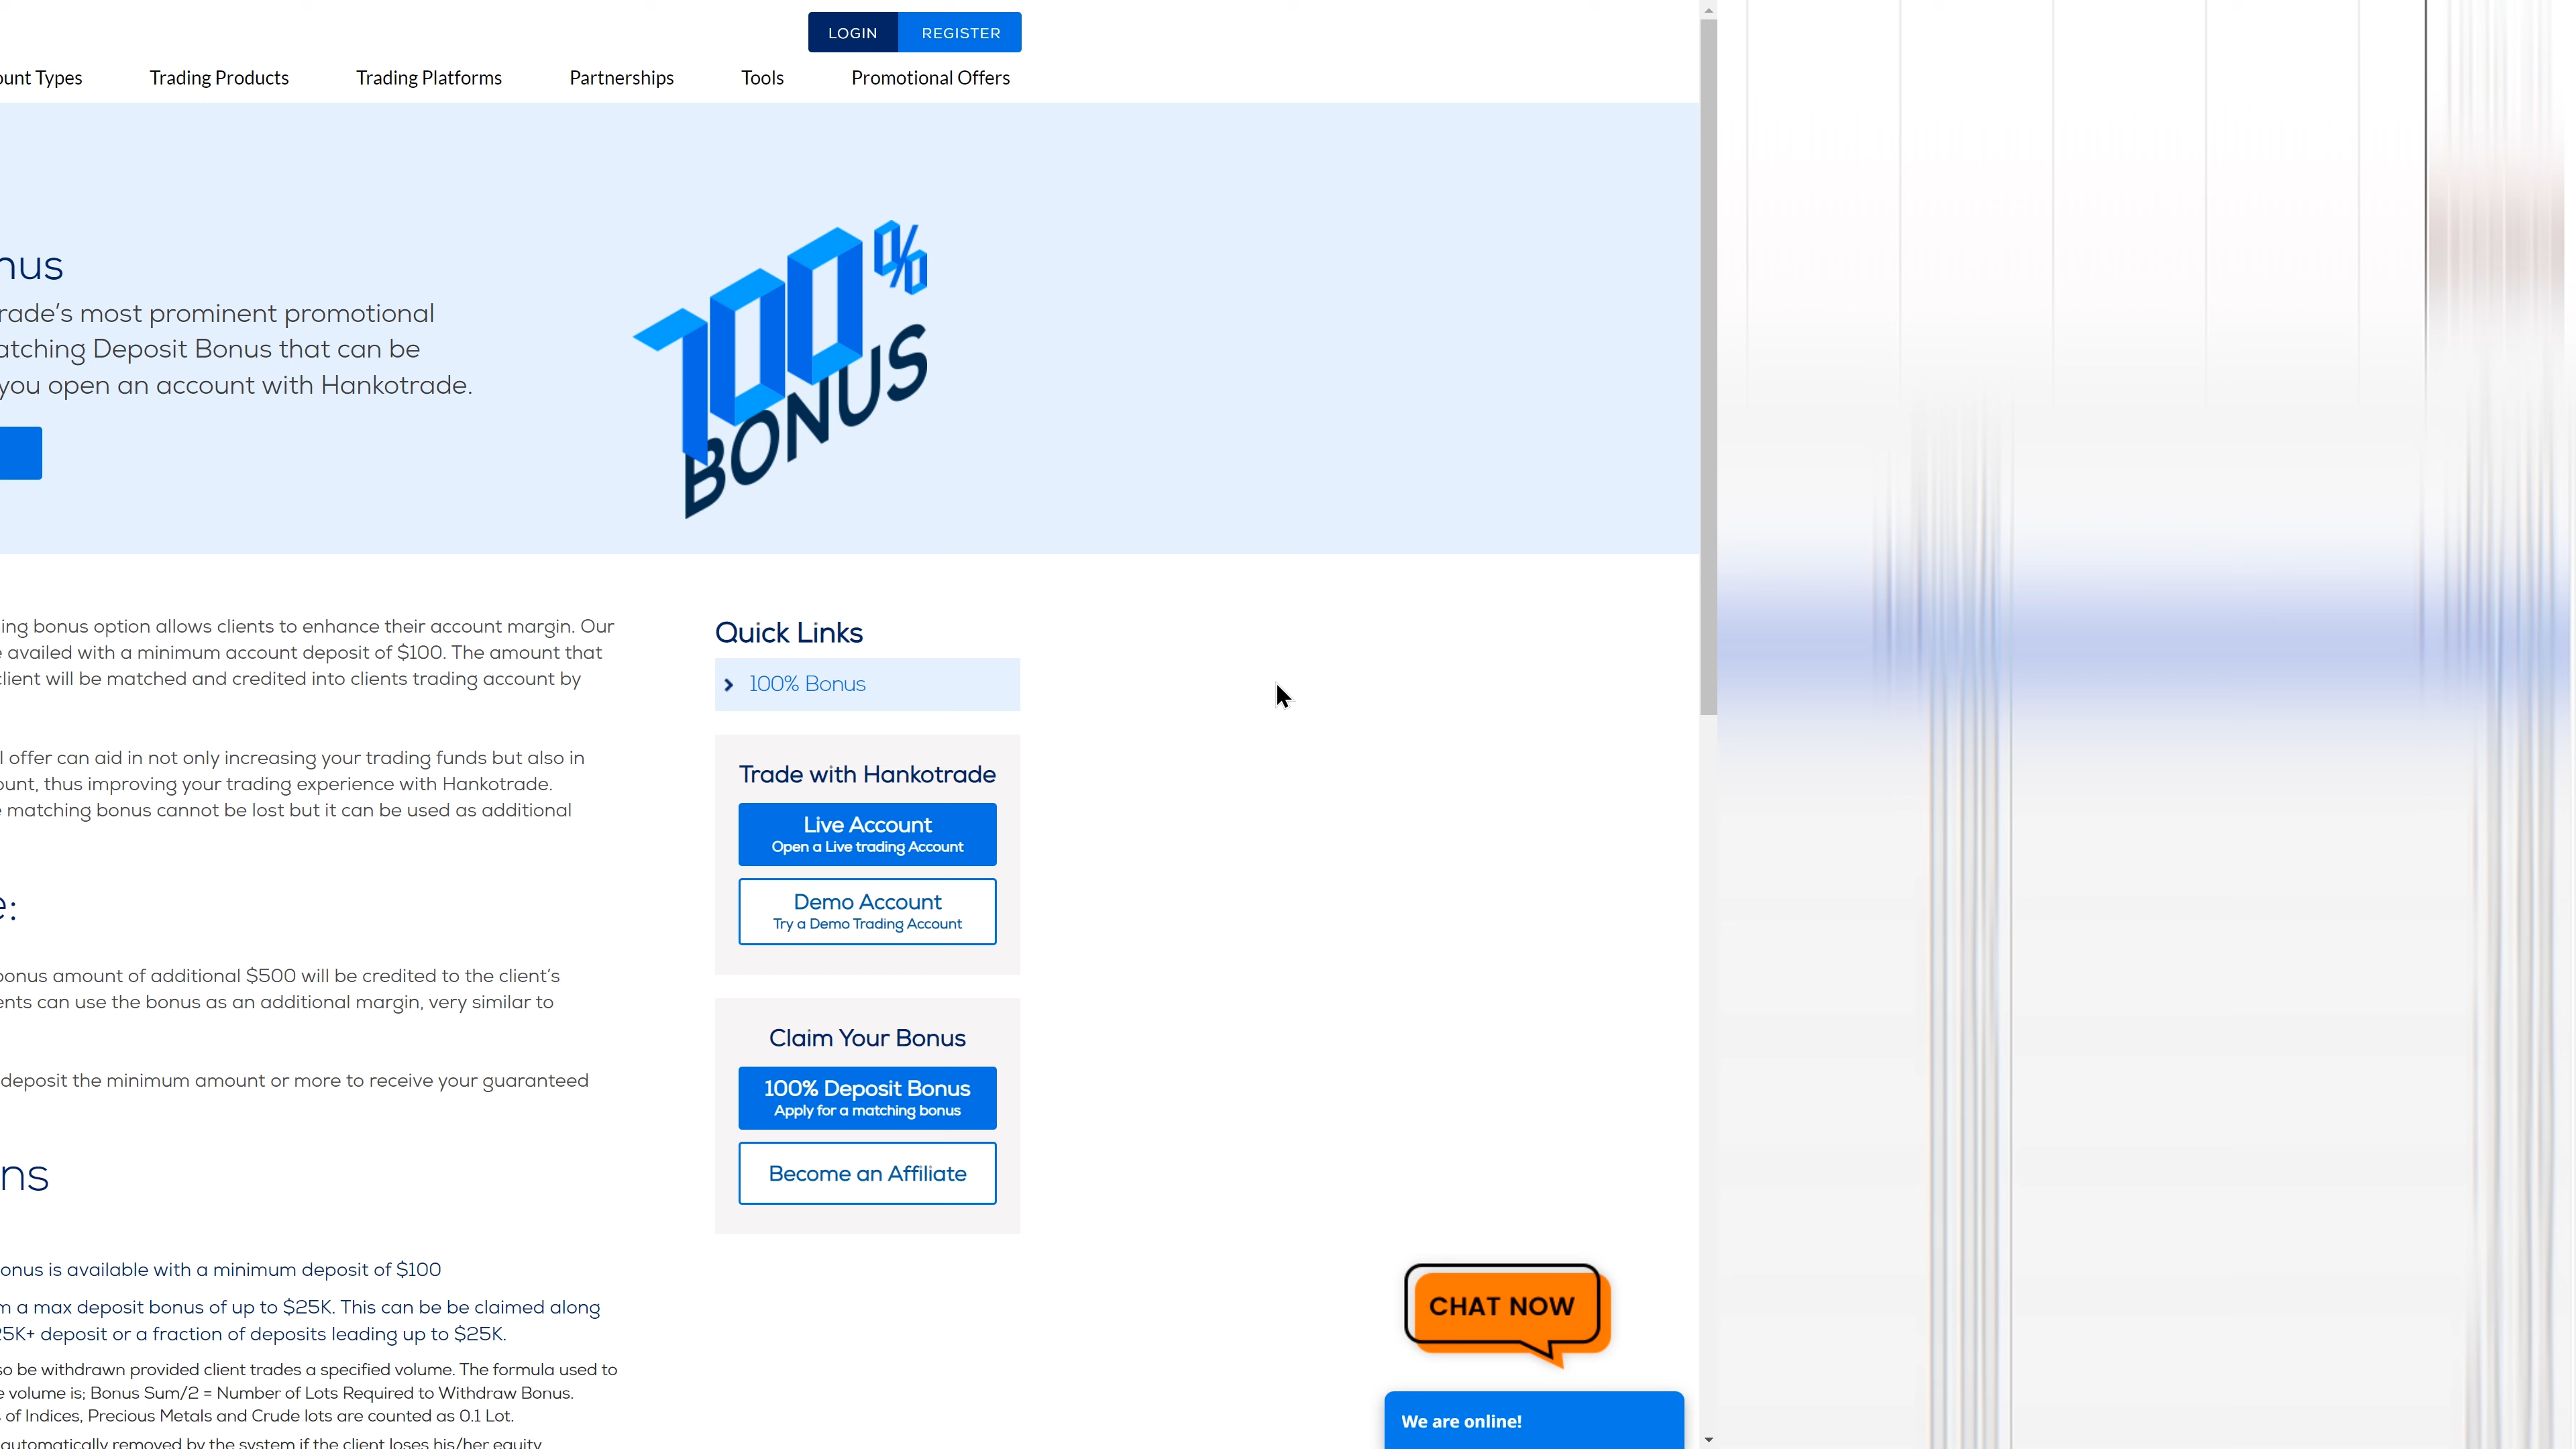 LOGIN REGISTER
ount Types Trading Products Trading Platforms Partnerships Tools Promotional Offers
nus
rade's most prominent promotional
atching Deposit Bonus that can be
you open an account with Hankotrade.
100%
BONUS
ing bonus option allows clients to enhance their account margin. Our
e availed with a minimum account deposit of $100. The amount that
client will be matched and credited into clients trading account by
l offer can aid in not only increasing your trading funds but also in
ount, thus improving your trading experience with Hankotrade.
e matching bonus cannot be lost but it can be used as additional
e:
bonus amount of additional $500 will be credited to the client's
ents can use the bonus as an additional margin, very similar to
deposit the minimum amount or more to receive your guaranteed
ns
onus is available with a minimum deposit of $100
m a max deposit bonus of up to $25K. This can be be claimed along
25K+ deposit or a fraction of deposits leading up to $25K.
so be withdrawn provided client trades a specified volume. The formula used to
e volume is; Bonus Sum/2 = Number of Lots Required to Withdraw Bonus.
of Indices, Precious Metals and Crude lots are counted as 0.1 Lot.
automatically removed by the system if the client loses his/her equity
Quick Links
100% Bonus
Trade with Hankotrade
Live Account
Open a Live trading Account
Demo Account
Try a Demo Trading Account
Claim Your Bonus
100% Deposit Bonus
Apply for a matching bonus
Become an Affiliate
CHAT NOW
We are online!